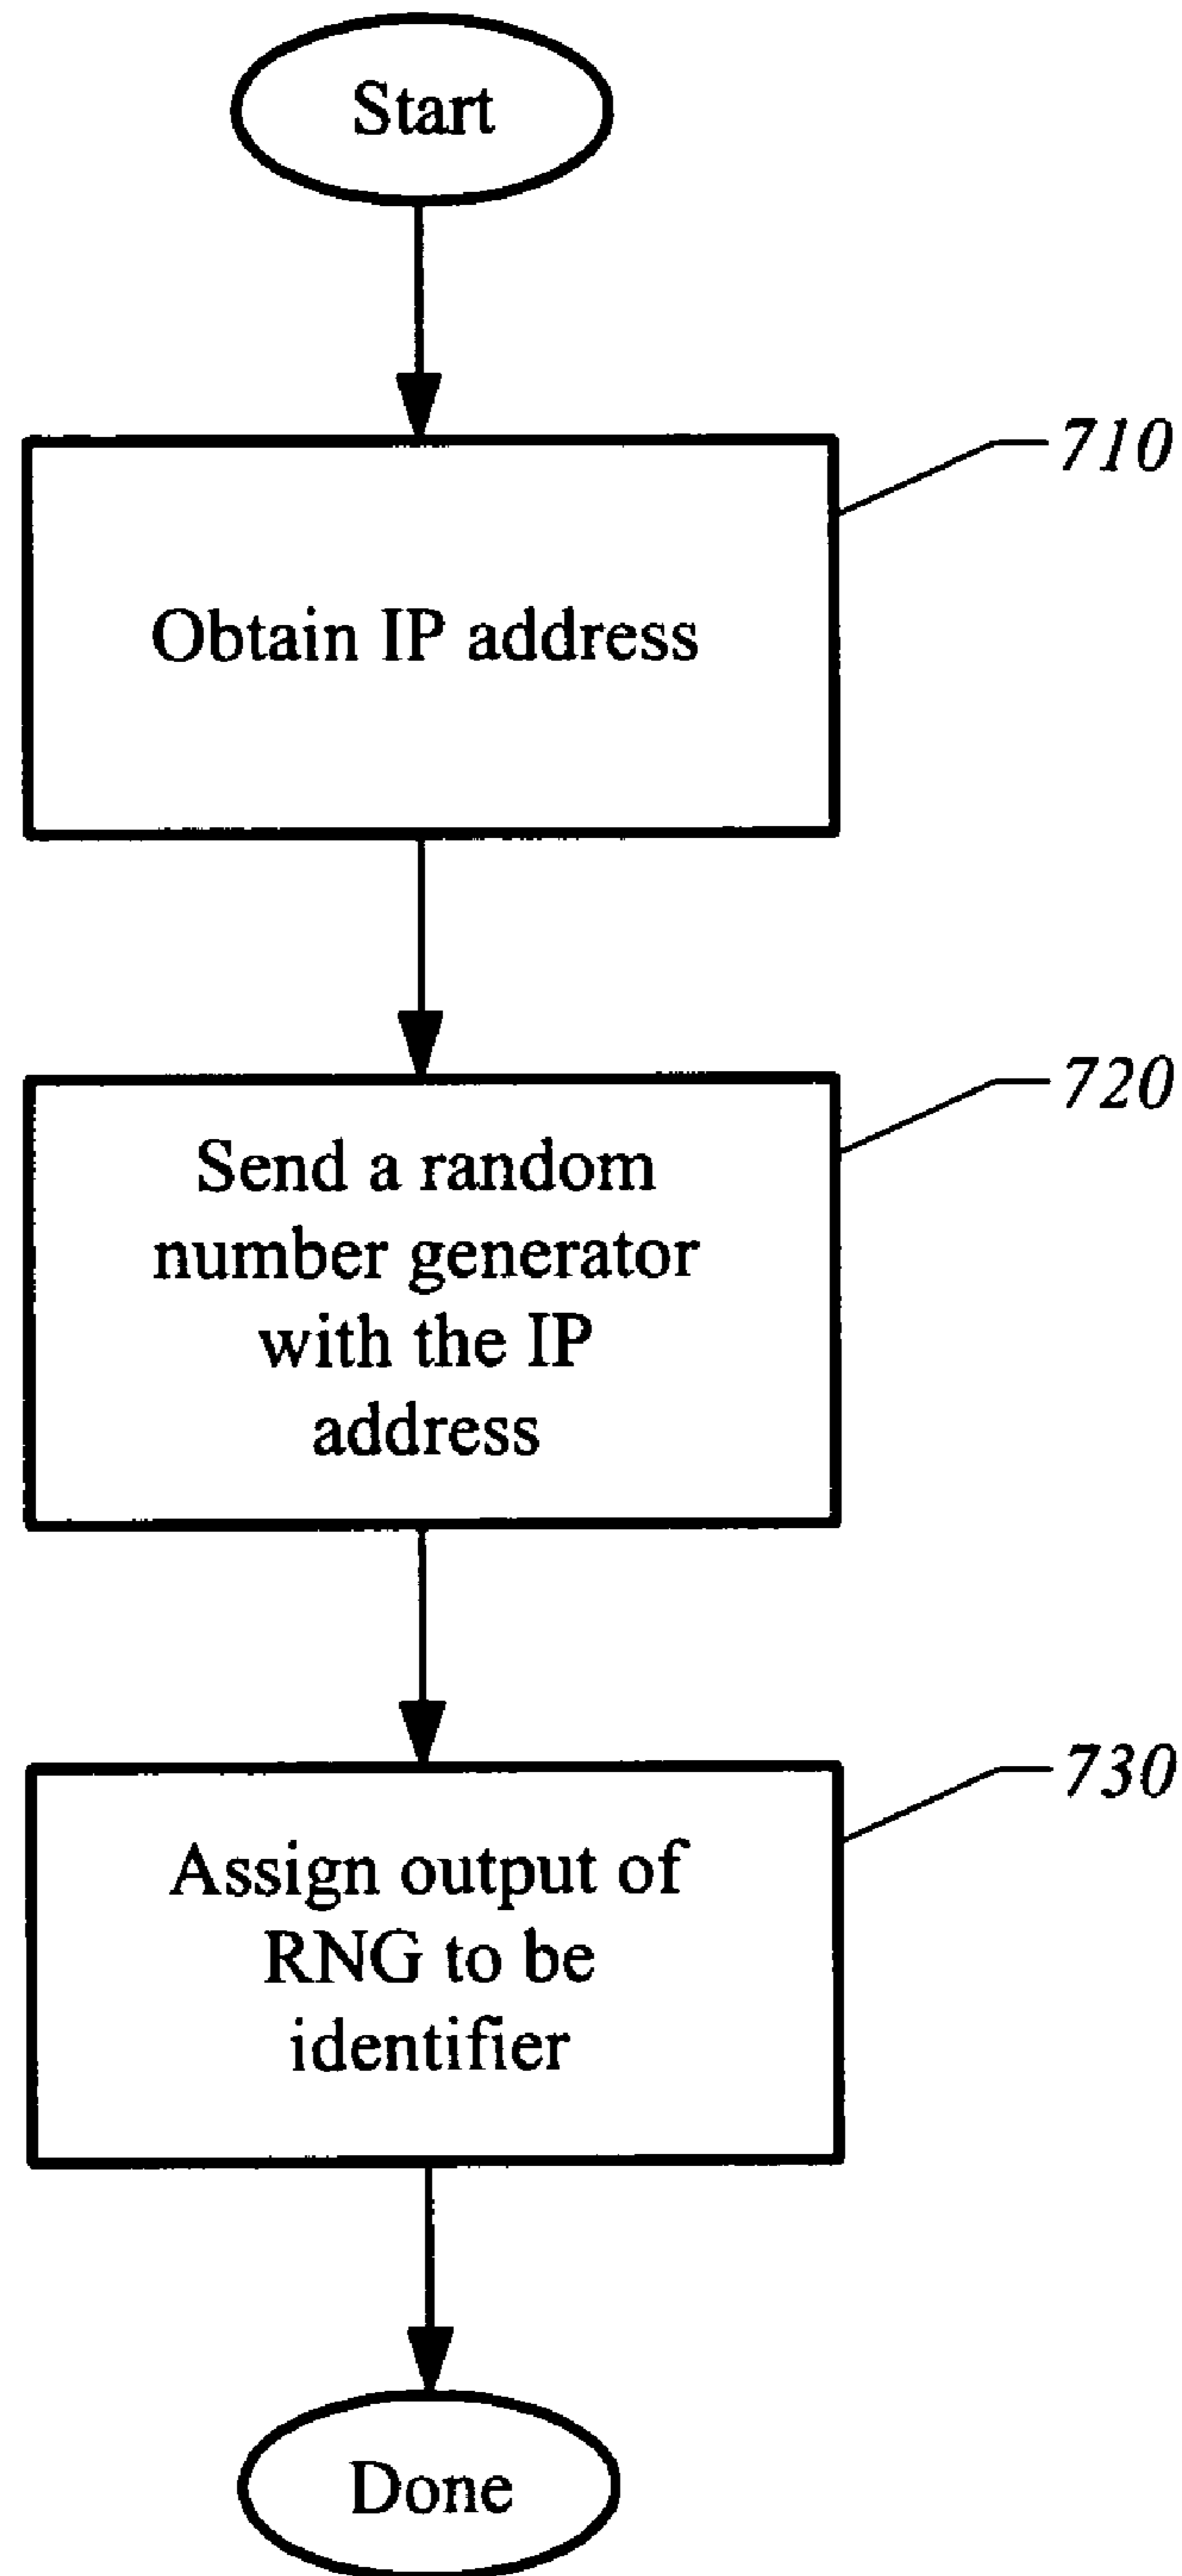 Start
710
Obtain IP address
720
Send a random
number generator
with the IP
address
730
Assign output of
RNG to be
identifier
Done